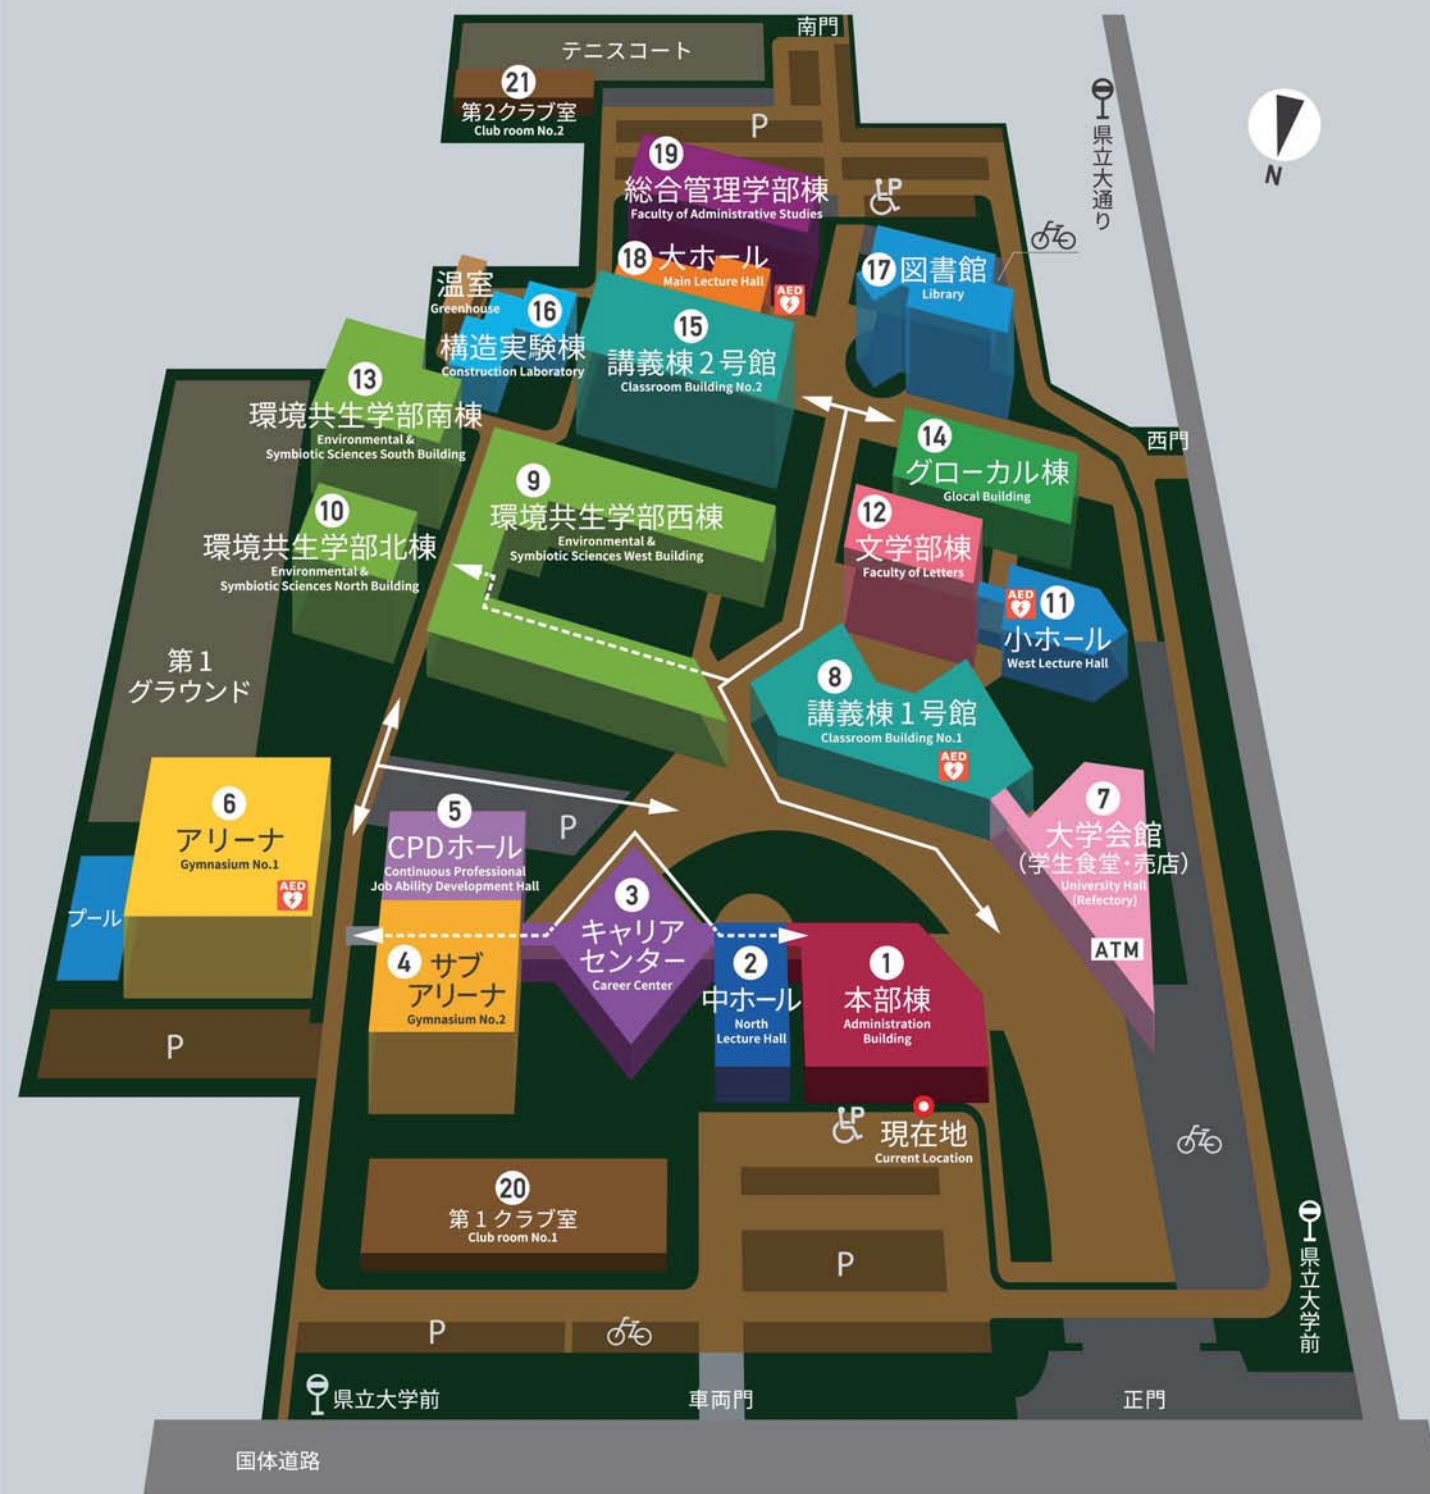 南門
テニスコート
21
第2クラブ室
Club room No.2
P
県立大通り
N
19
総合管理学部棟
Faculty of Administrative Studies
P
18 大ホール
Main Lecture Hall
AED
17 図書館
Library
温室
Greenhouse
16
構造実験棟
Construction Laboratory
15
講義棟2号館
Classroom Building No.2
13
環境共生学部南棟
Environmental &
Symbiotic Sciences South Building
14
グローカル棟
Glocal Building
西門
9
環境共生学部西棟
Environmental &
Symbiotic Sciences West Building
10
環境共生学部北棟
Environmental &
Symbiotic Sciences North Building
12
文学部棟
Faculty of Letters
AED
11
小ホール
West Lecture Hall
第1
グラウンド
8
講義棟1号館
Classroom Building No.1
AED
6
アリーナ
Gymnasium No.1
AED
プール
P
5
CPDホール
Continuous Professional
Job Ability Development Hall
P
7
大学会館
(学生食堂・売店)
University Hall
(Refectory)
ATM
4 サブ
アリーナ
Gymnasium No.2
3
キャリア
センター
Career Center
2
中ホール
North
Lecture Hall
1
本部棟
Administration
Building
P
現在地
Current Location
20
第1クラブ室
Club room No.1
P
P
県立大学前
県立大学前
車両門
正門
国体道路